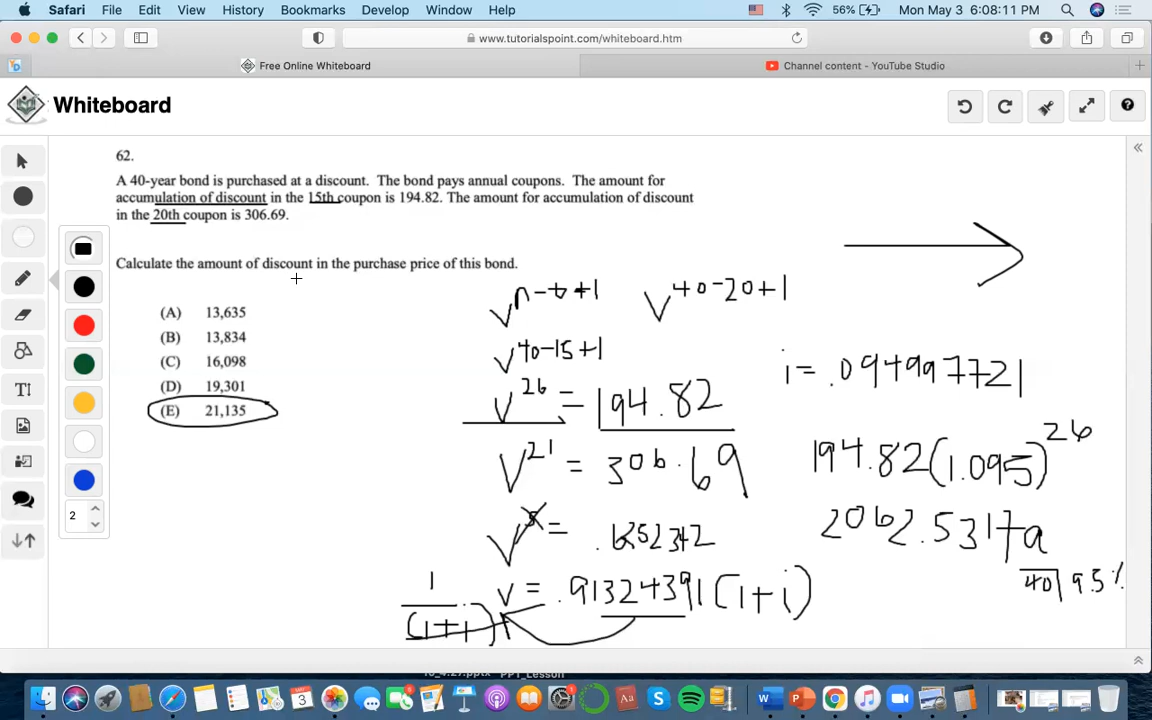 Safari File Edit View History Bookmarks Develop Window Help 56% Mon May 3 6:08:11 PM
www.tutorialspoint.com/whiteboard.htm
Free Online Whiteboard Channel content - YouTube Studio
Whiteboard
62.
A 40-year bond is purchased at a discount. The bond pays annual coupons. The amount for
accumulation of discount in the 15th coupon is 194.82. The amount for accumulation of discount
in the 20th coupon is 306.69.
Calculate the amount of discount in the purchase price of this bond.
(A) 13,635
(B) 13,834
(C) 16,098
(D) 19,301
(E) 21,135
2
v^n-t+1 v^40-20+1
v^40-15+1
v^26 = 194.82
v^21 = 306.69
i = .094997721
194.82(1.095)^26
2062.5317a
40| 9.5%
v =
v = .91324391(1+i)
1
(1+i)
PPT_Lesson